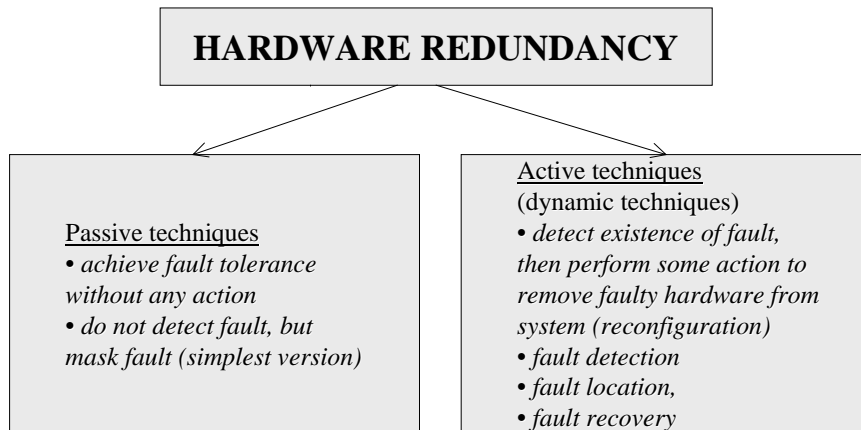 HARDWARE REDUNDANCY
Passive techniques
• achieve fault tolerance
without any action
• do not detect fault, but
mask fault (simplest version)
Active techniques
(dynamic techniques)
• detect existence of fault,
then perform some action to
remove faulty hardware from
system (reconfiguration)
• fault detection
• fault location,
• fault recovery